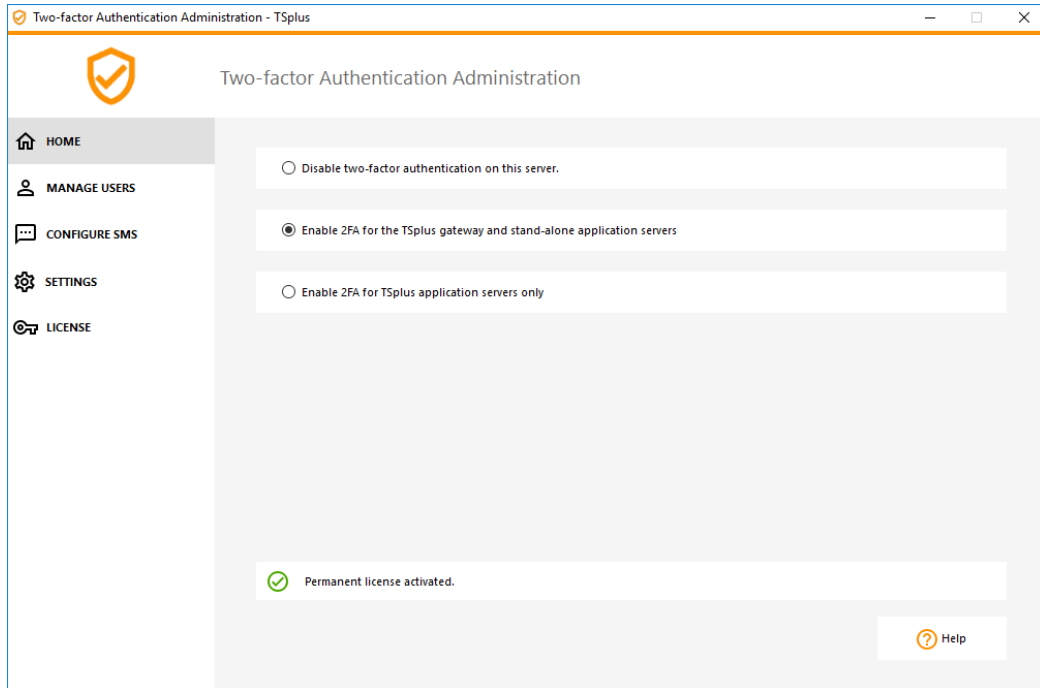 Two-factor Authentication Administration - TSplus
Two-factor Authentication Administration
HOME
MANAGE USERS
CONFIGURE SMS
SETTINGS
LICENSE
Disable two-factor authentication on this server.
Enable 2FA for the TSplus gateway and stand-alone application servers
Enable 2FA for TSplus application servers only
Permanent license activated.
Help